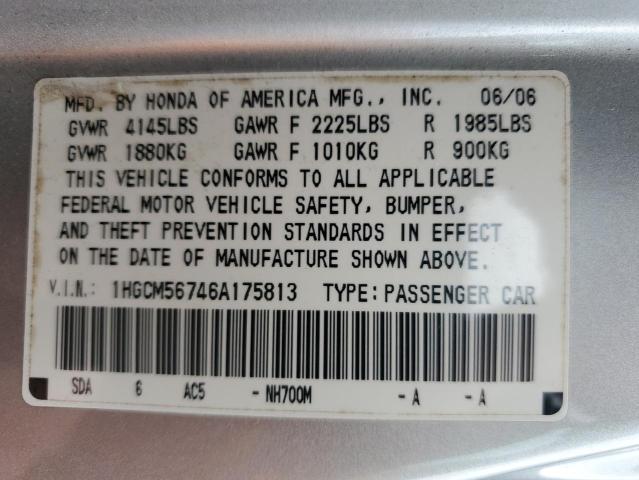 MFD. BY HONDA OF AMERICA MFG., INC. 06/06
GVWR 4145LBS GAWR F 2225LBS R 1985LBS
GVWR 1880KG GAWR F 1010KG R 900KG
THIS VEHICLE CONFORMS TO ALL APPLICABLE
FEDERAL MOTOR VEHICLE SAFETY, BUMPER,
AND THEFT PREVENTION STANDARDS IN EFFECT
ON THE DATE OF MANUFACTURE SHOWN ABOVE.
V.I.N.: 1HGCM56746A175813 TYPE:PASSENGER CAR
SDA 6 AC5 - NH700M - A - A